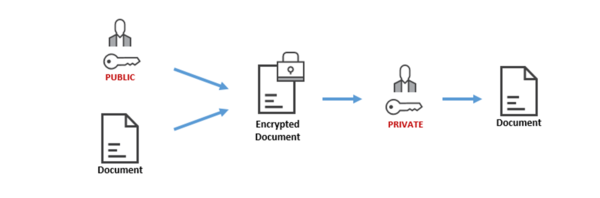 PUBLIC
Document
Encrypted
Document
PRIVATE
Document